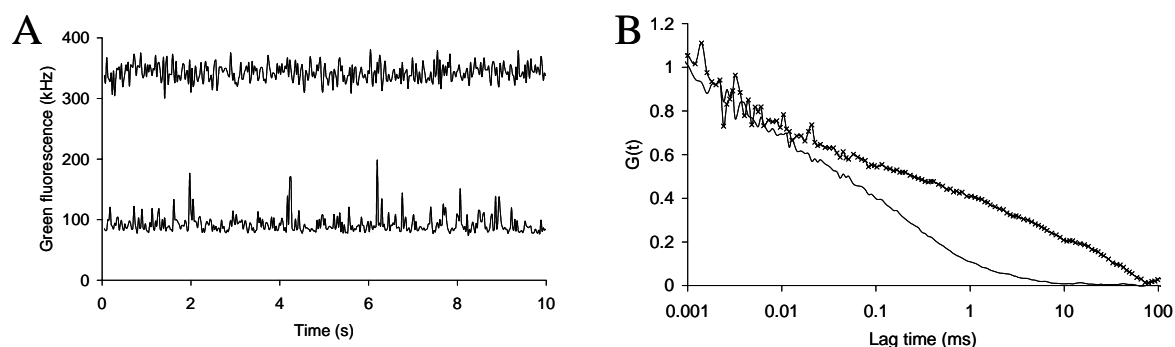 A
Green fluorescence (kHz)
400
300
200
100
0
0 2 4 6 8 10
Time (s)
B
G(t)
1.2
1
0.8
0.6
0.4
0.2
0
0.001 0.01 0.1 1 10 100
Lag time (ms)